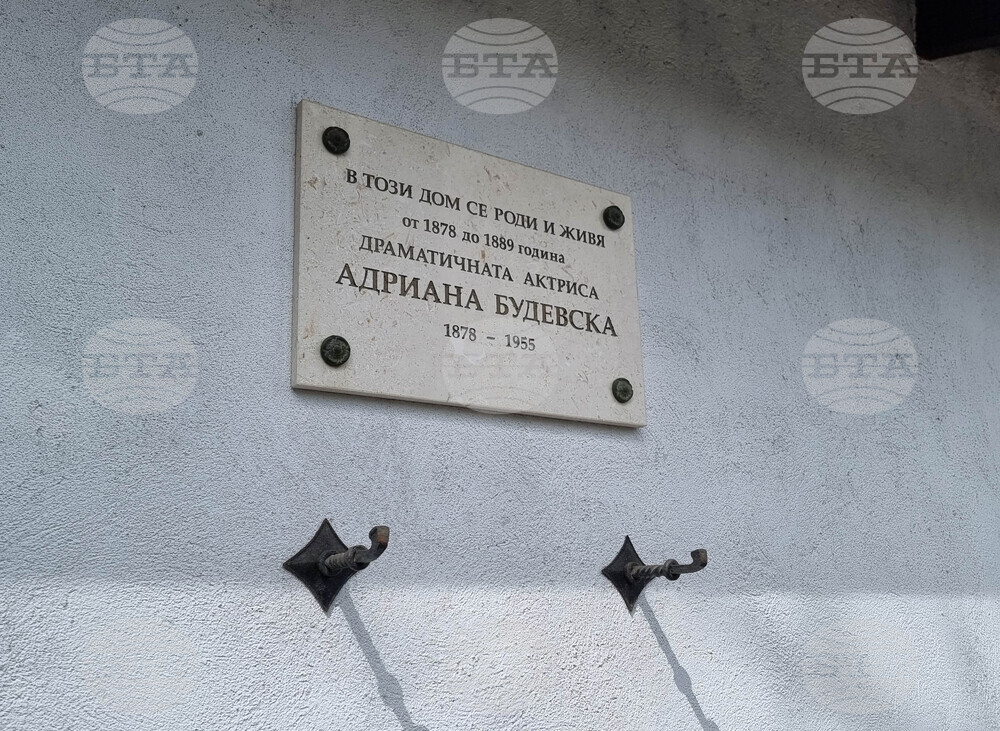 БТА БТА БТА
В ТОЗИ ДОМ СЕ РОДИ И ЖИВЯ
от 1878 до 1889 година
ДРАМАТИЧНАТА АКТРИСА
АДРИАНА БУДЕВСКА
1878 – 1955
БТА БТА